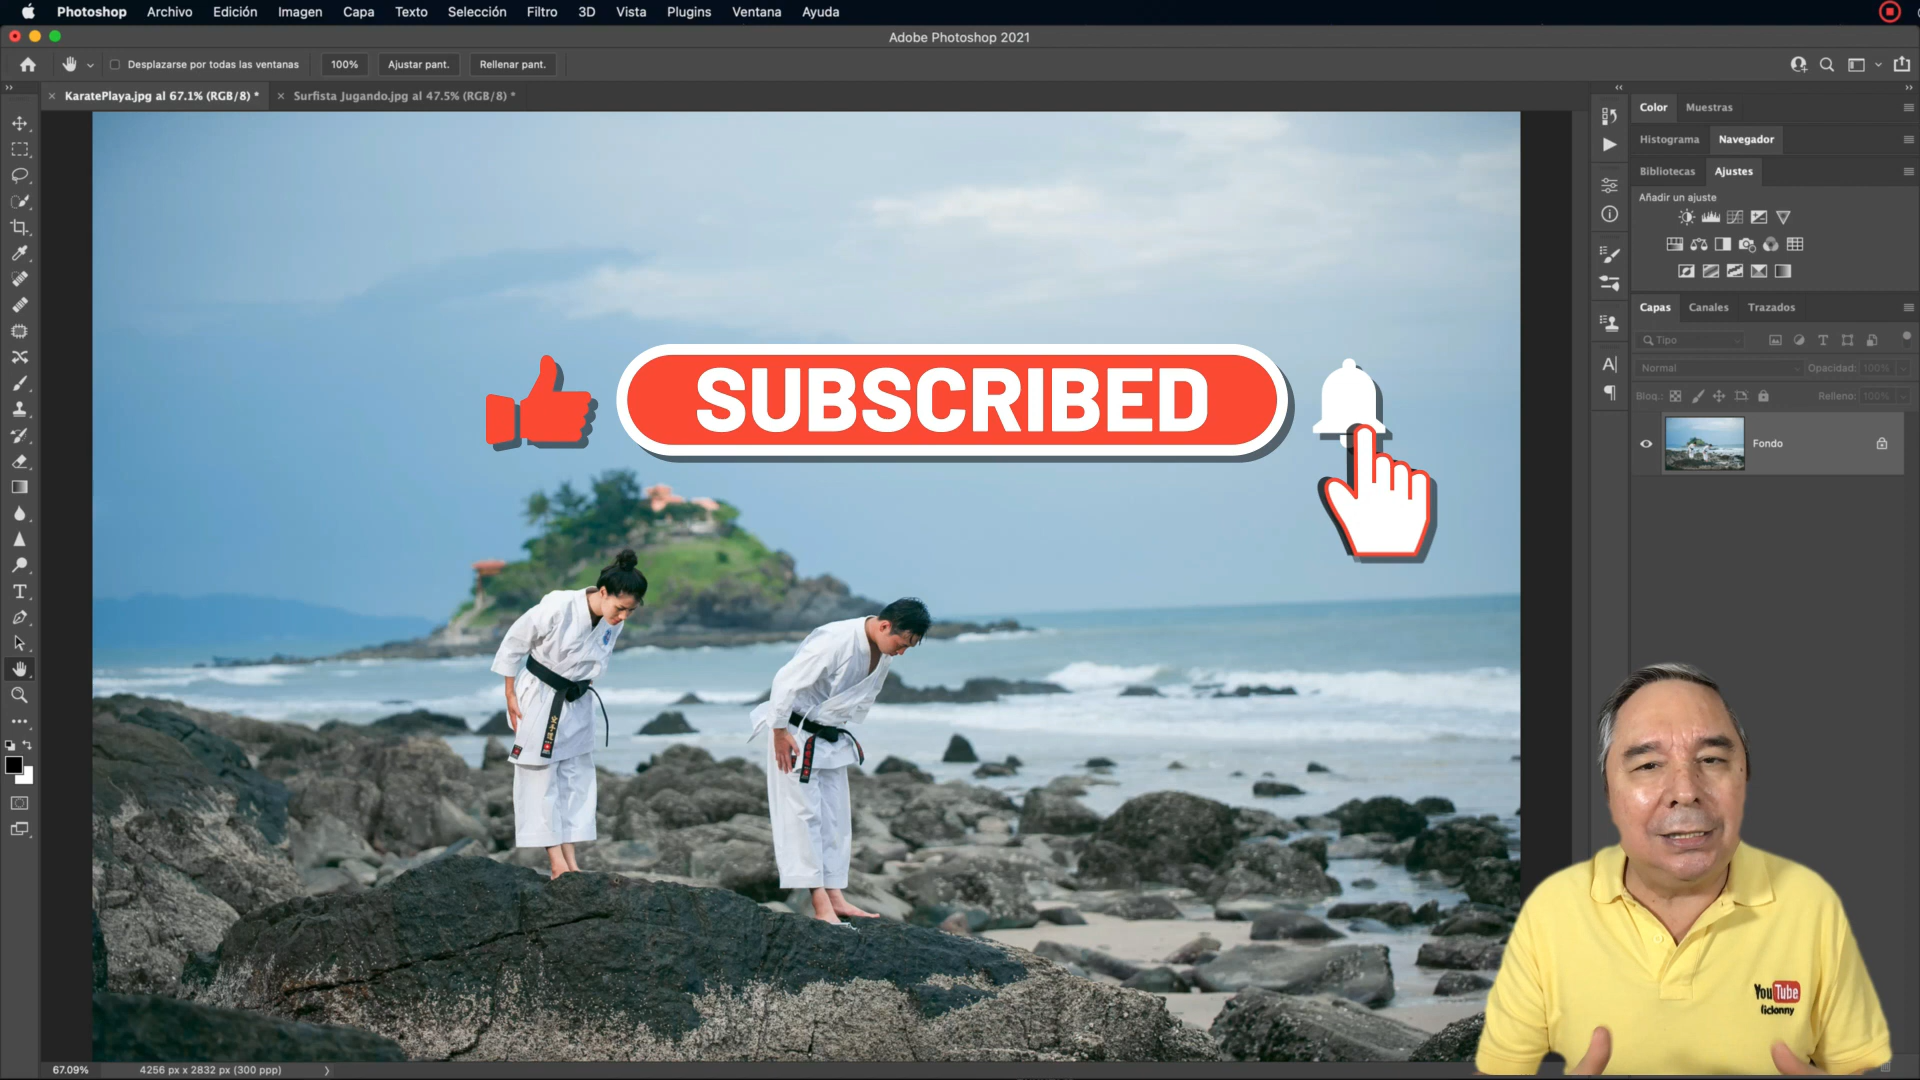 Photoshop Archivo Edición Imagen Capa Texto Selección Filtro 3D Vista Plugins Ventana Ayuda
Adobe Photoshop 2021
Desplazarse por todas las ventanas 100% Ajustar pant. Rellenar pant.
KaratePlaya.jpg al 67.1% (RGB/8) * Surfista Jugando.jpg al 47.5% (RGB/8) *
Color Muestras
Histograma Navegador
Bibliotecas Ajustes
Añadir un ajuste
Capas Canales Trazados
Tipo
Normal Opacidad: 100%
Bloq.: Relleno: 100%
Fondo
SUBSCRIBED
YouTube
ticlonny
67.09% 4256 px x 2832 px (300 ppp)